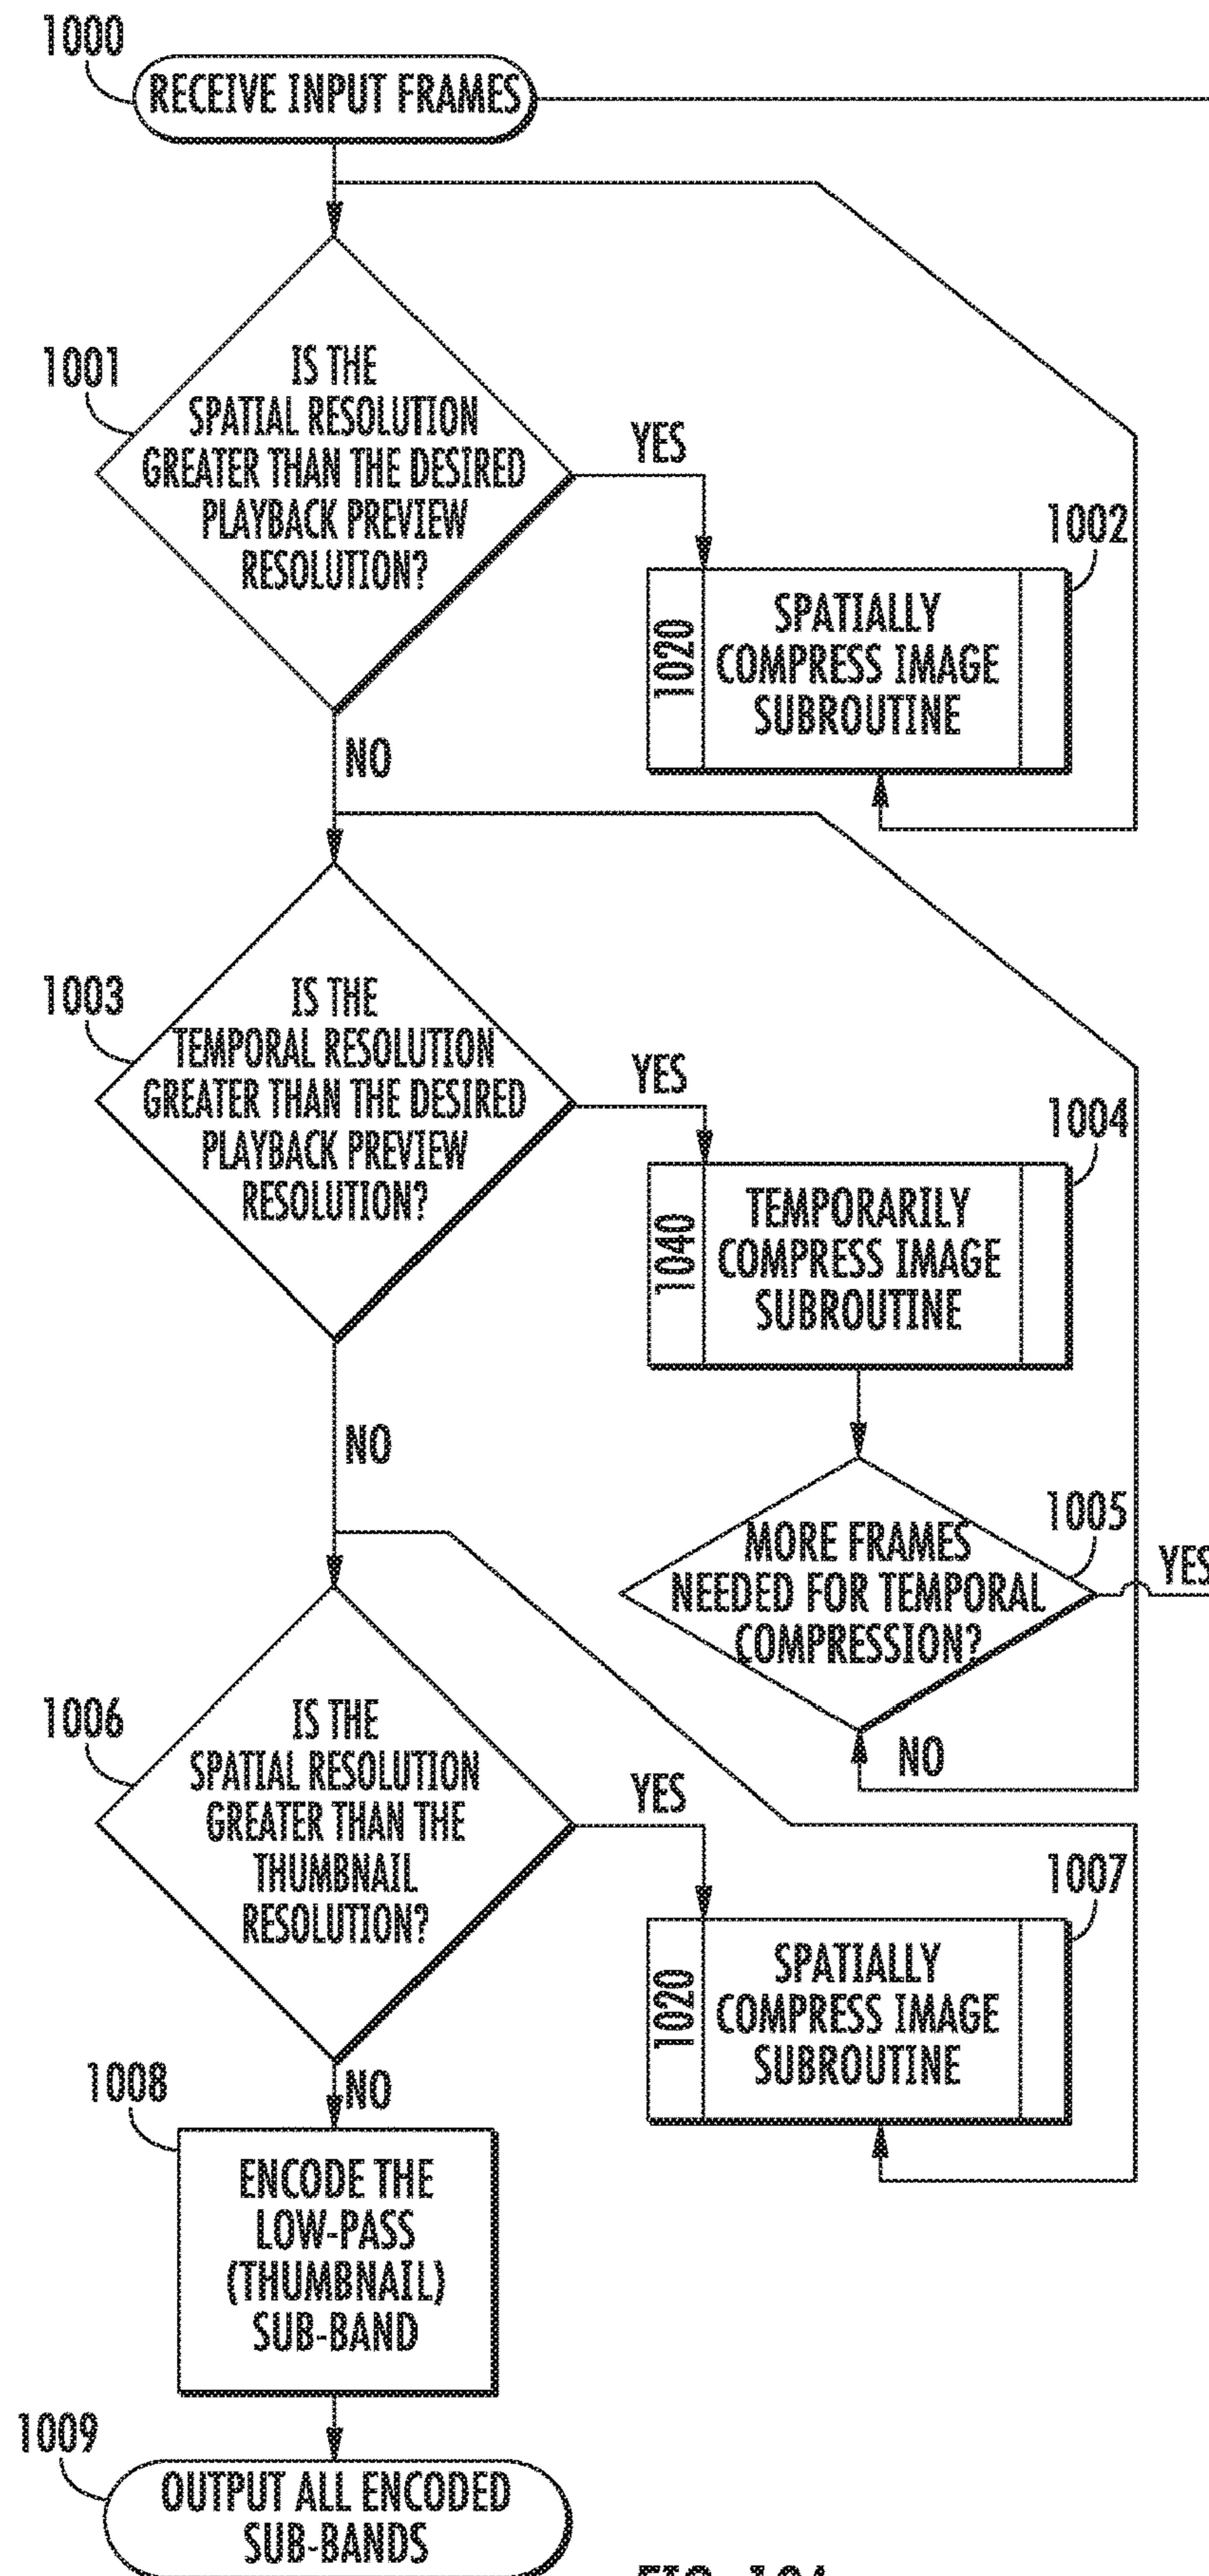 1000
RECEIVE INPUT FRAMES
1001
IS THE
SPATIAL RESOLUTION
GREATER THAN THE DESIRED
PLAYBACK PREVIEW
RESOLUTION?
YES
1002
1020
SPATIALLY
COMPRESS IMAGE
SUBROUTINE
NO
1003
IS THE
TEMPORAL RESOLUTION
GREATER THAN THE DESIRED
PLAYBACK PREVIEW
RESOLUTION?
YES
1004
1040
TEMPORARILY
COMPRESS IMAGE
SUBROUTINE
NO
1005
MORE FRAMES
NEEDED FOR TEMPORAL
COMPRESSION?
YES
NO
1006
IS THE
SPATIAL RESOLUTION
GREATER THAN THE
THUMBNAIL
RESOLUTION?
YES
1007
1020
SPATIALLY
COMPRESS IMAGE
SUBROUTINE
NO
1008
ENCODE THE
LOW-PASS
(THUMBNAIL)
SUB-BAND
1009
OUTPUT ALL ENCODED
SUB-BANDS